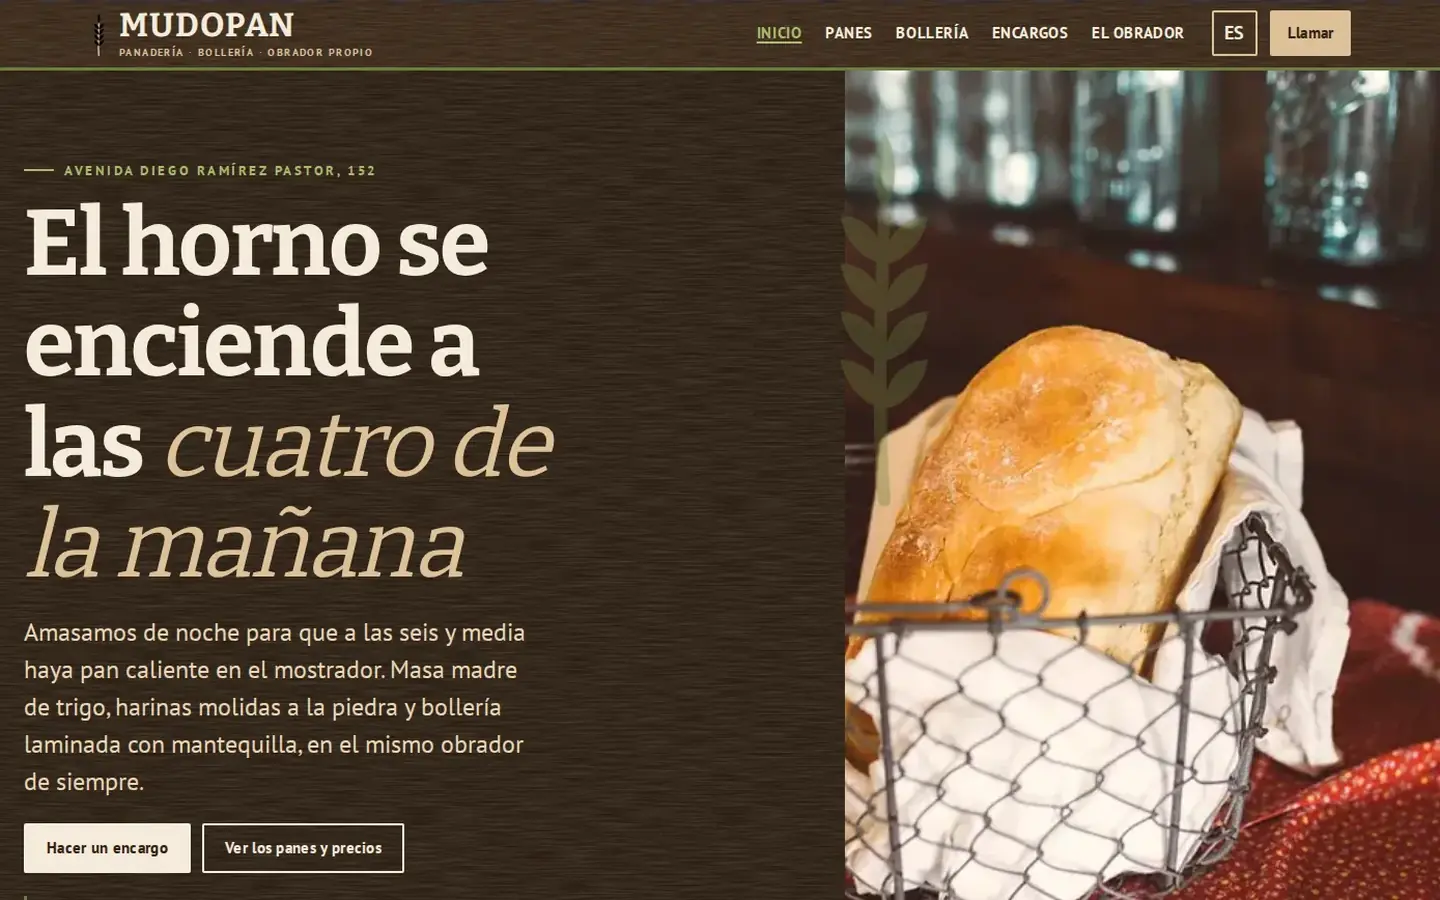 MUDOPAN
PANADERÍA · BOLLERÍA · OBRADOR PROPIO
INICIO PANES BOLLERÍA ENCARGOS EL OBRADOR ES Llamar
AVENIDA DIEGO RAMÍREZ PASTOR, 152
El horno se
enciende a
las cuatro de
la mañana
Amasamos de noche para que a las seis y media
haya pan caliente en el mostrador. Masa madre
de trigo, harinas molidas a la piedra y bollería
laminada con mantequilla, en el mismo obrador
de siempre.
Hacer un encargo Ver los panes y precios